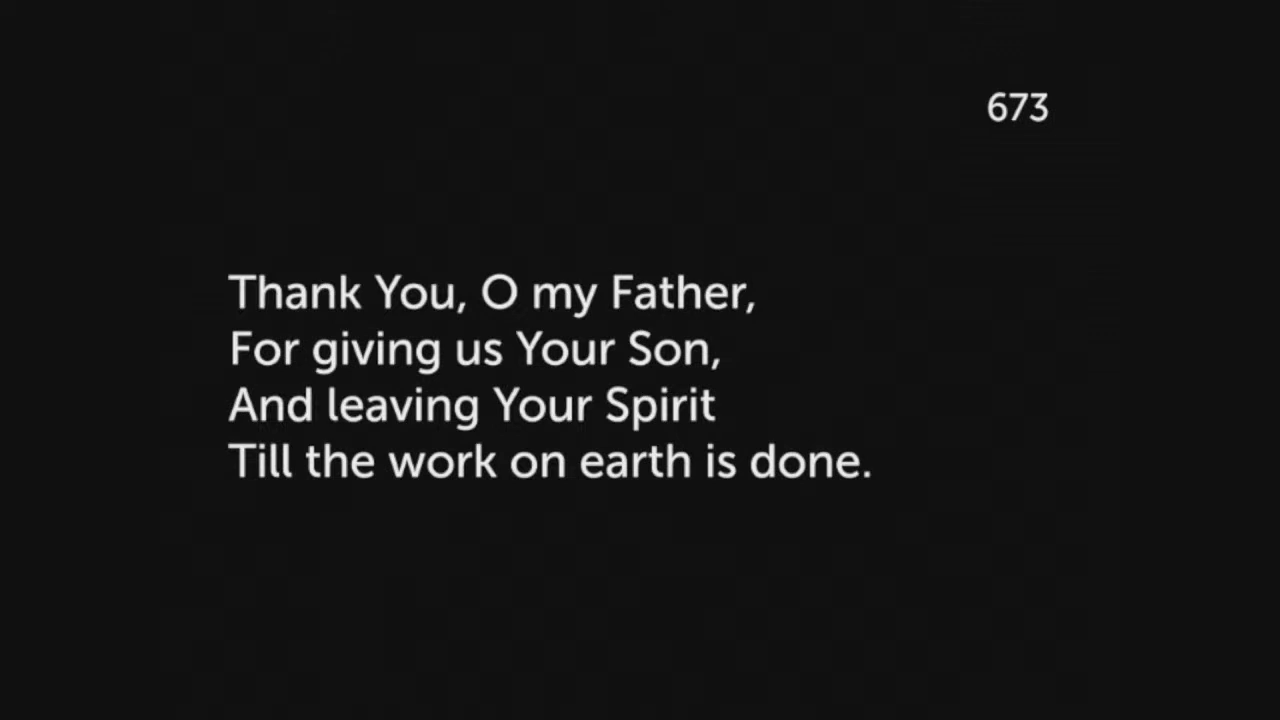 673
Thank You, O my Father,
For giving us Your Son,
And leaving Your Spirit
Till the work on earth is done.